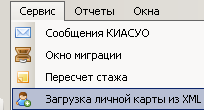 Сервис Отчеты Окна
Сообщения КИАСУО
Окно миграции
Пересчет стажа
Загрузка личной карты из XML